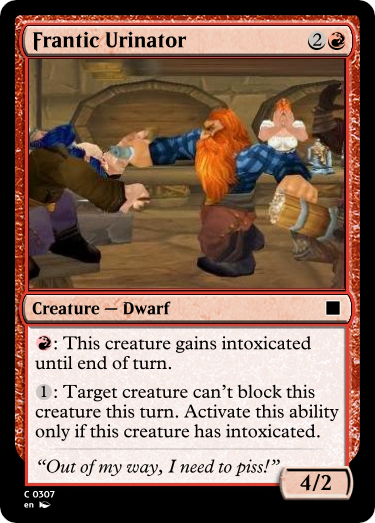 Frantic Urinator 2
Creature — Dwarf
: This creature gains intoxicated
until end of turn.
1: Target creature can't block this
creature this turn. Activate this ability
only if this creature has intoxicated.
“Out of my way, I need to piss!”
4/2
C 0307
en